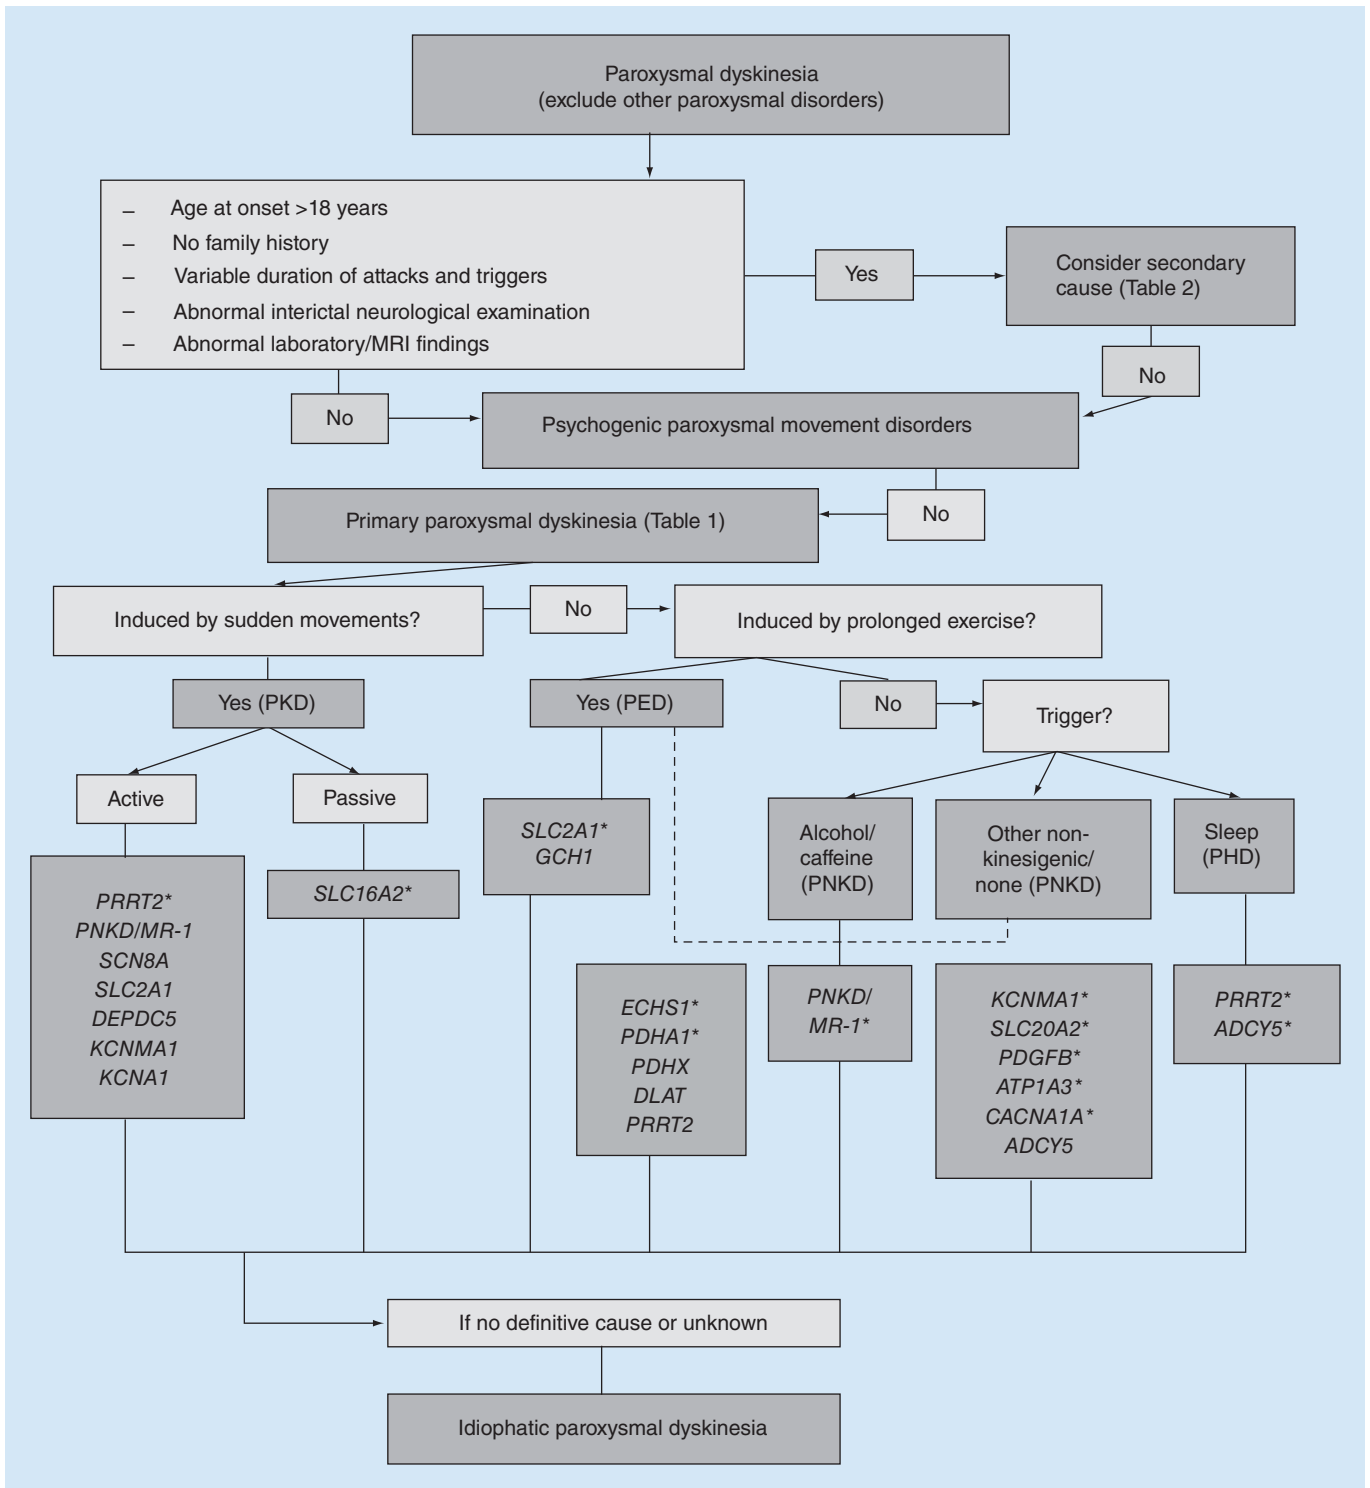 Paroxysmal dyskinesia
(exclude other paroxysmal disorders)
– Age at onset >18 years
– No family history
– Variable duration of attacks and triggers
– Abnormal interictal neurological examination
– Abnormal laboratory/MRI findings
Yes
Consider secondary
cause (Table 2)
No
No
Psychogenic paroxysmal movement disorders
No
Primary paroxysmal dyskinesia (Table 1)
Induced by sudden movements?
No
Induced by prolonged exercise?
Yes (PKD)
Yes (PED)
No
Trigger?
Active
Passive
SLC2A1*
GCH1
Alcohol/
caffeine
(PNKD)
Other non-
kinesigenic/
none (PNKD)
Sleep
(PHD)
PRRT2*
PNKD/MR-1
SCN8A
SLC2A1
DEPDC5
KCNMA1
KCNA1
SLC16A2*
ECHS1*
PDHA1*
PDHX
DLAT
PRRT2
PNKD/
MR-1*
KCNMA1*
SLC20A2*
PDGFB*
ATP1A3*
CACNA1A*
ADCY5
PRRT2*
ADCY5*
If no definitive cause or unknown
Idiophatic paroxysmal dyskinesia